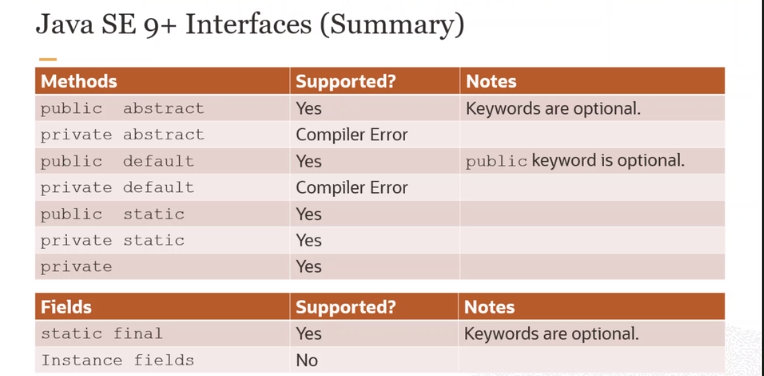 Java SE 9+ Interfaces (Summary)
Methods Supported? Notes
public abstract Yes Keywords are optional.
private abstract Compiler Error
public default Yes public keyword is optional.
private default Compiler Error
public static Yes
private static Yes
private Yes
Fields Supported? Notes
static final Yes Keywords are optional.
Instance fields No